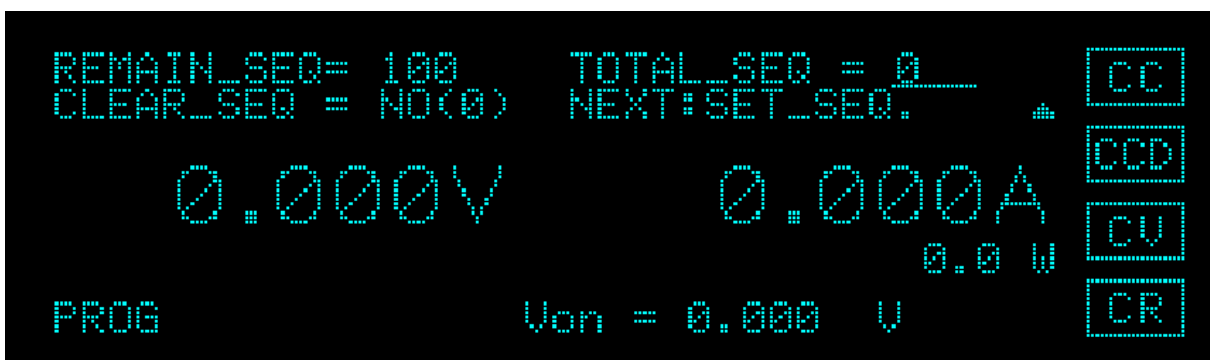 REMAIN_SEQ= 100 TOTAL_SEQ = 0
CLEAR_SEQ = NO(0) NEXT:SET_SEQ.
CC
CCD
0.000V 0.000A
CV
0.0 W
PROG Von = 0.000 V
CR